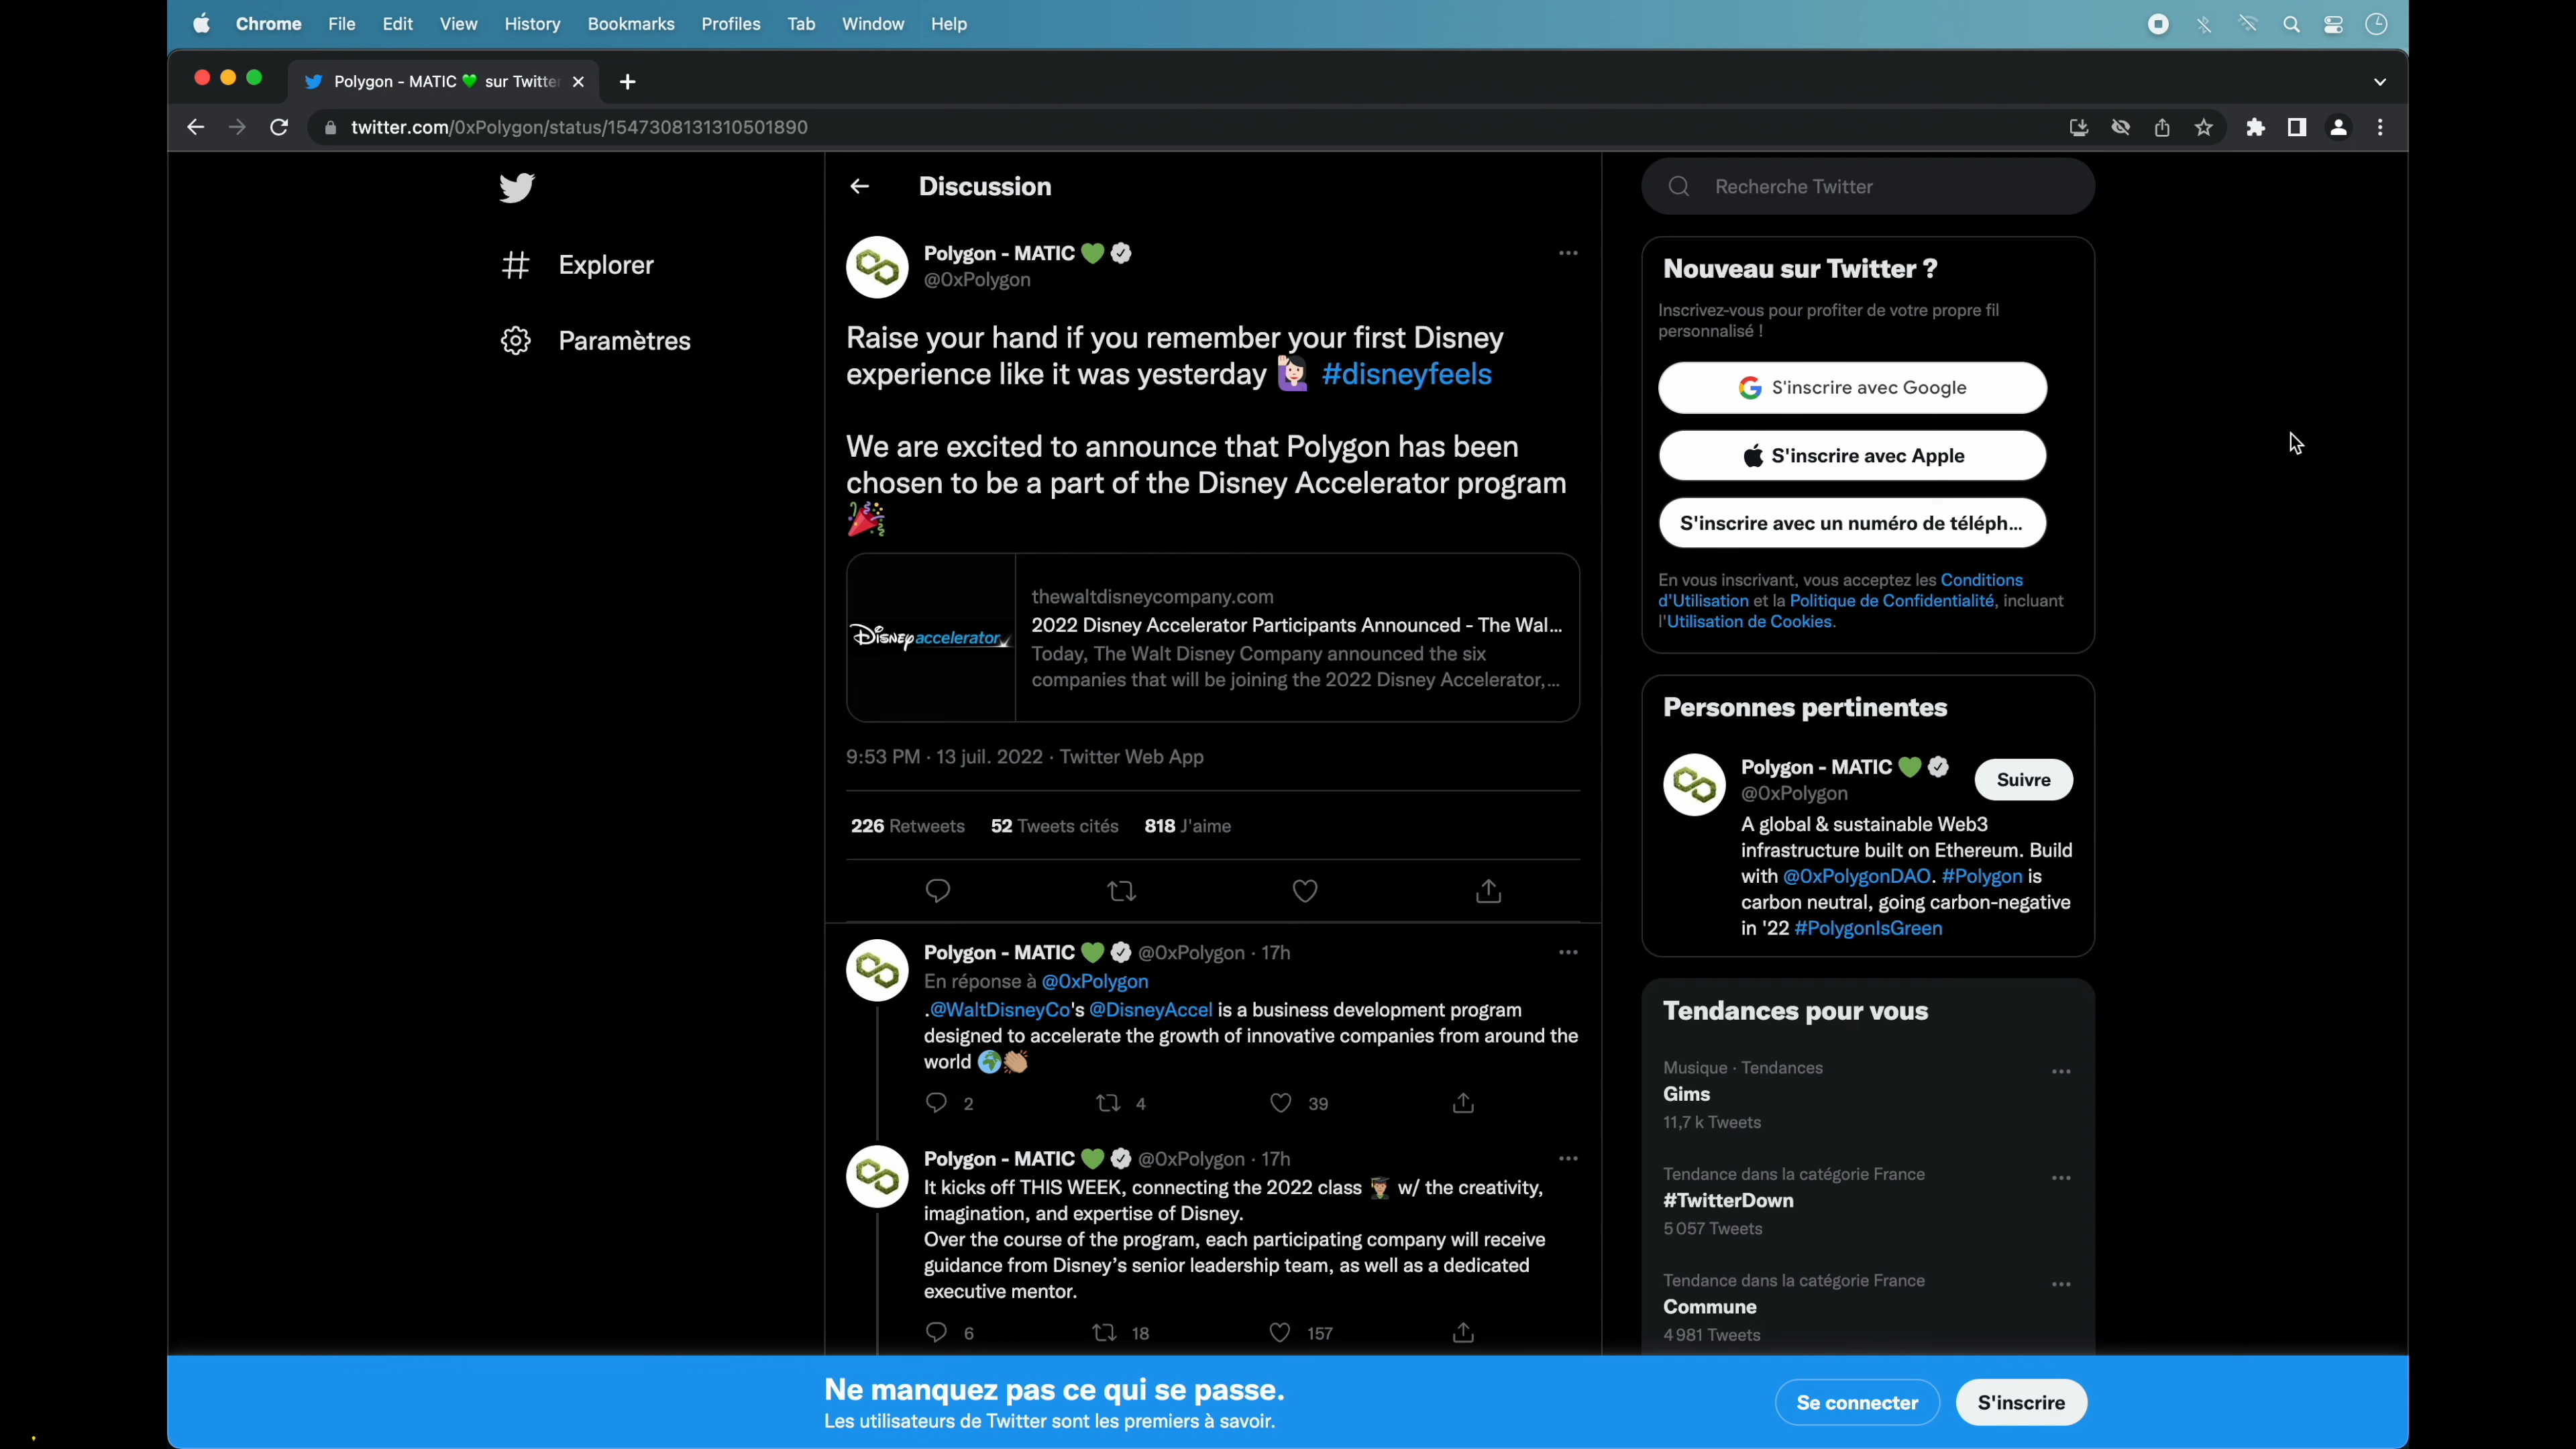 Chrome File Edit View History Bookmarks Profiles Tab Window Help
Polygon - MATIC 💚 sur Twitter
twitter.com/0xPolygon/status/1547308131310501890
Explorer
Paramètres
Discussion
Polygon - MATIC 💚
@0xPolygon
Raise your hand if you remember your first Disney
experience like it was yesterday 🙋🏻‍♀️ #disneyfeels
We are excited to announce that Polygon has been
chosen to be a part of the Disney Accelerator program
🎉
Disney accelerator
thewaltdisneycompany.com
2022 Disney Accelerator Participants Announced - The Wal...
Today, The Walt Disney Company announced the six
companies that will be joining the 2022 Disney Accelerator,...
9:53 PM · 13 juil. 2022 · Twitter Web App
226 Retweets 52 Tweets cités 818 J'aime
Polygon - MATIC 💚 @0xPolygon · 17h
En réponse à @0xPolygon
.@WaltDisneyCo's @DisneyAccel is a business development program
designed to accelerate the growth of innovative companies from around the
world 🌍👏🏽
2 4 39
Polygon - MATIC 💚 @0xPolygon · 17h
It kicks off THIS WEEK, connecting the 2022 class 👨🏽‍🎓 w/ the creativity,
imagination, and expertise of Disney.
Over the course of the program, each participating company will receive
guidance from Disney's senior leadership team, as well as a dedicated
executive mentor.
6 18 157
Recherche Twitter
Nouveau sur Twitter ?
Inscrivez-vous pour profiter de votre propre fil
personnalisé !
S'inscrire avec Google
S'inscrire avec Apple
S'inscrire avec un numéro de téléph...
En vous inscrivant, vous acceptez les Conditions
d'Utilisation et la Politique de Confidentialité, incluant
l'Utilisation de Cookies.
Personnes pertinentes
Polygon - MATIC 💚
@0xPolygon
Suivre
A global & sustainable Web3
infrastructure built on Ethereum. Build
with @0xPolygonDAO. #Polygon is
carbon neutral, going carbon-negative
in '22 #PolygonIsGreen
Tendances pour vous
Musique · Tendances
Gims
11,7 k Tweets
Tendance dans la catégorie France
#TwitterDown
5 057 Tweets
Tendance dans la catégorie France
Commune
4 981 Tweets
Ne manquez pas ce qui se passe.
Les utilisateurs de Twitter sont les premiers à savoir.
Se connecter
S'inscrire